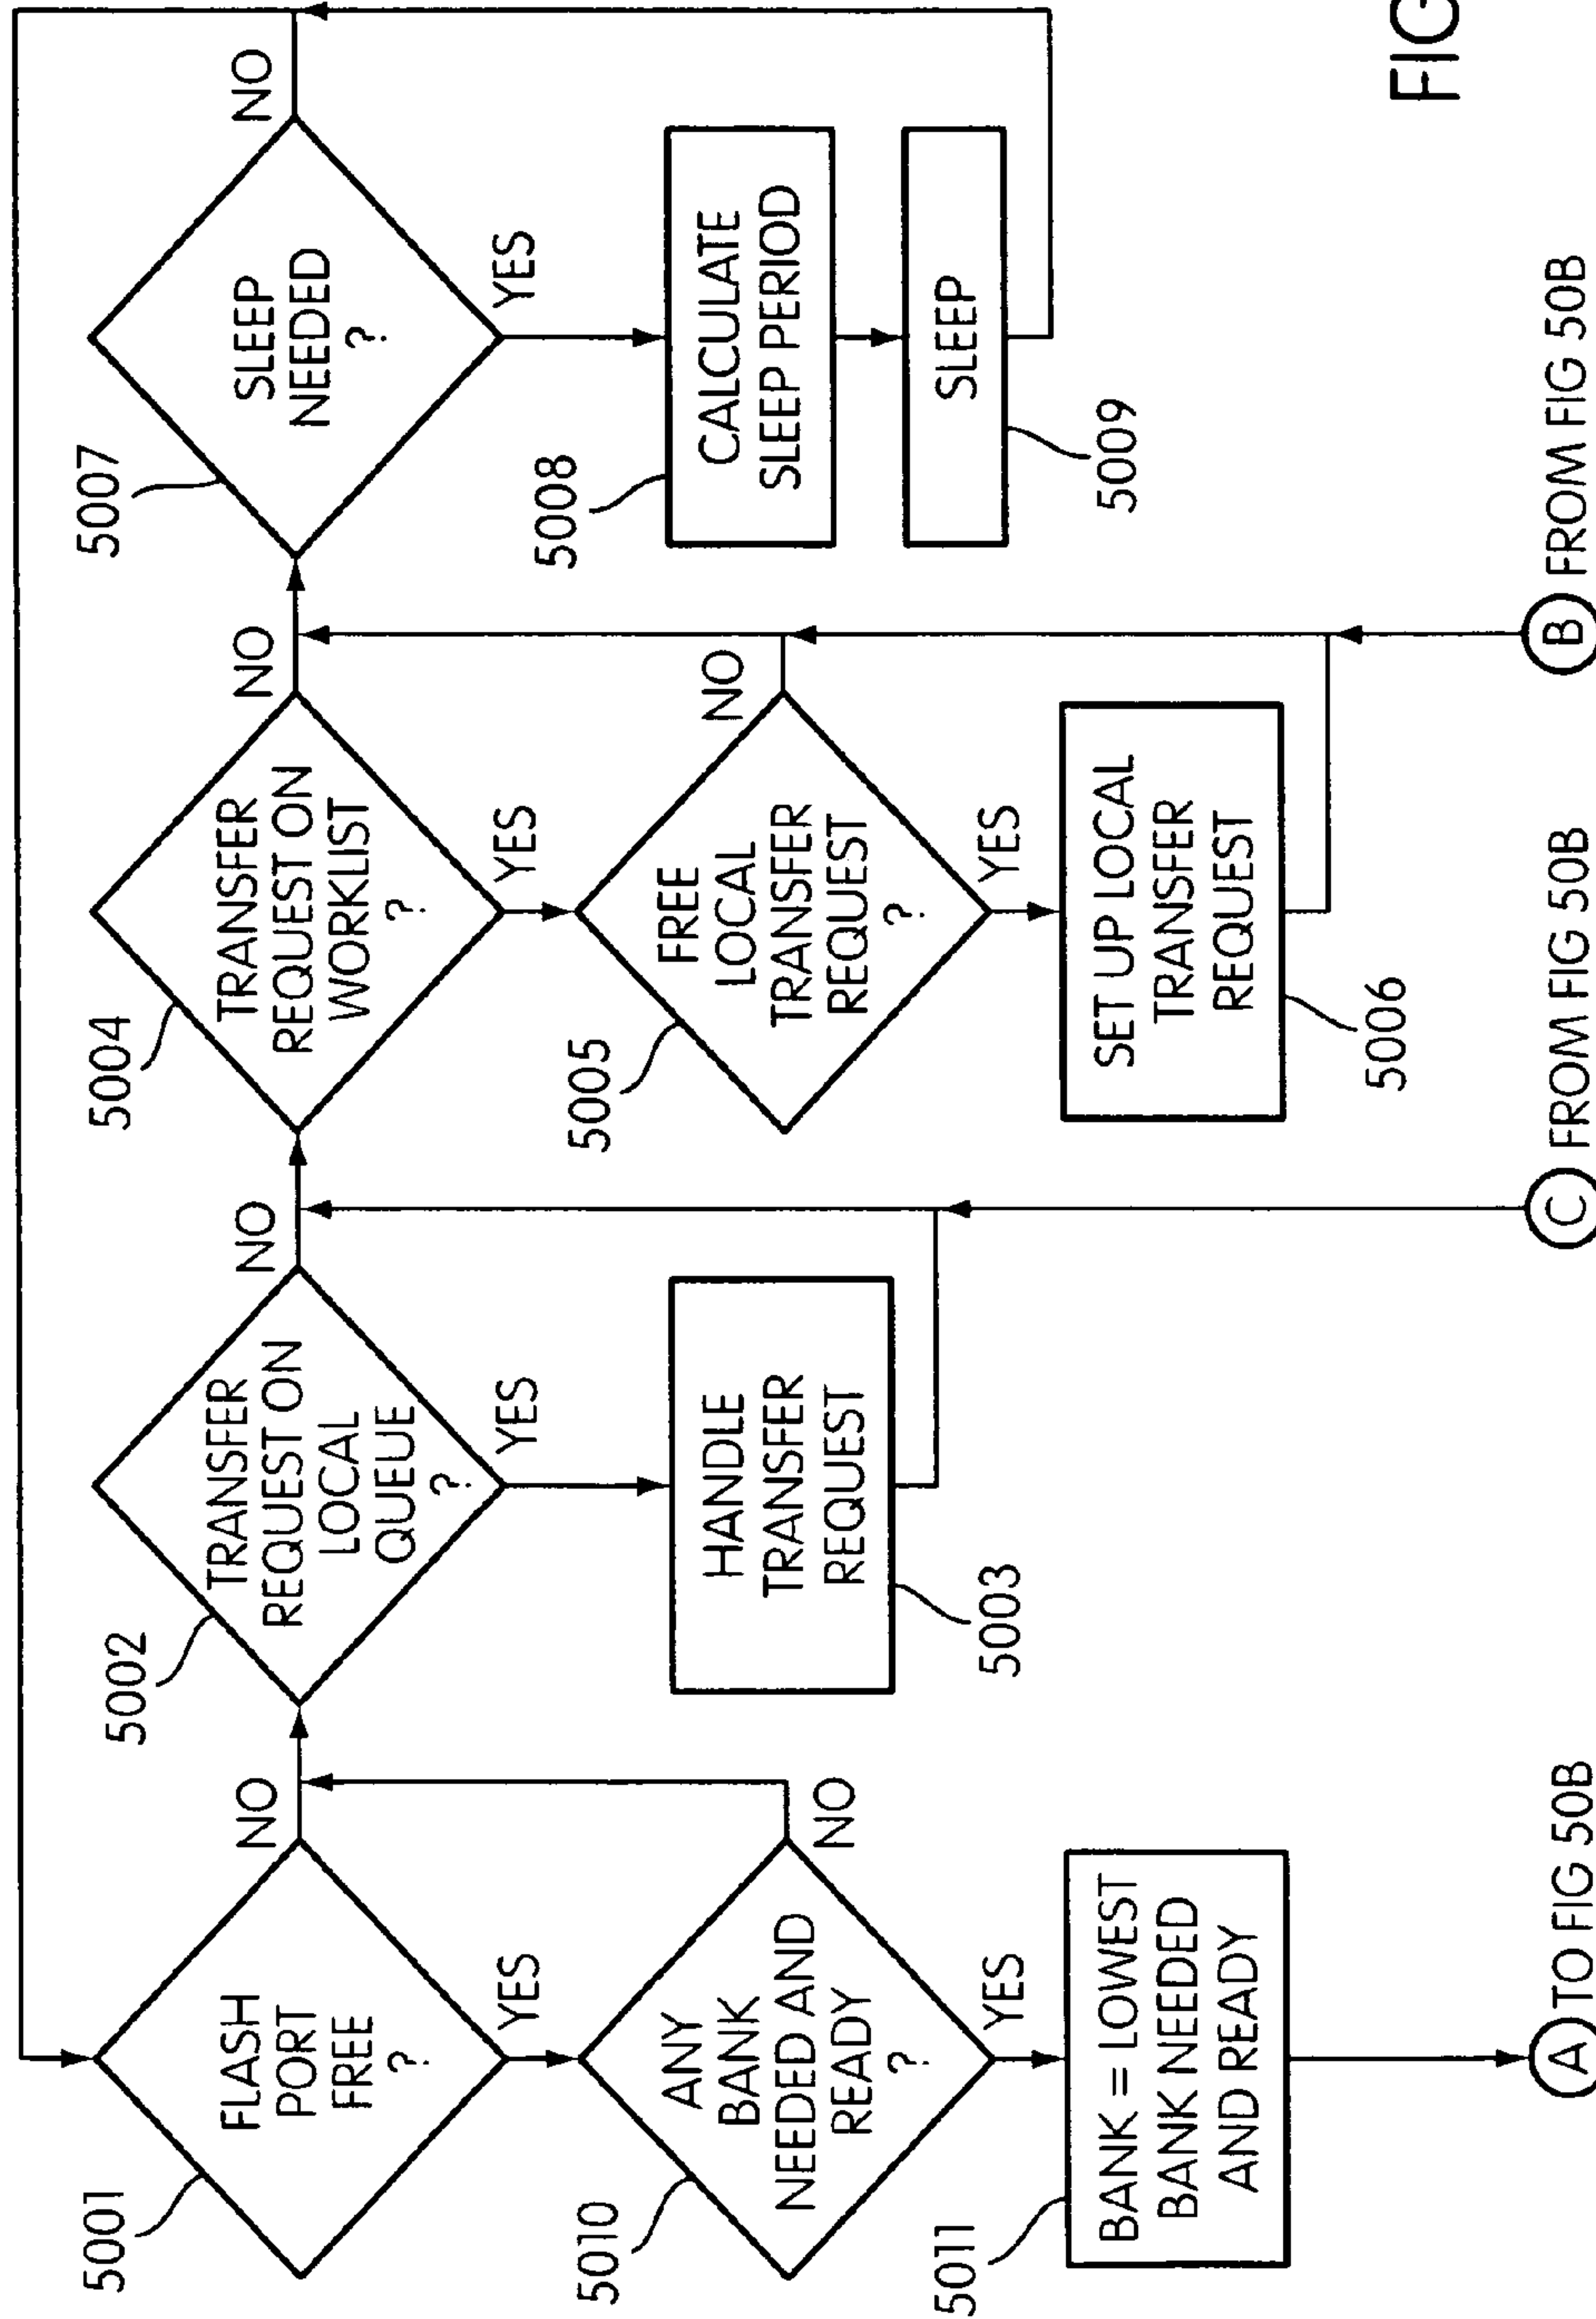 5001
FLASH
PORT
FREE
?
NO
YES
5010
ANY
BANK
NEEDED AND
READY
?
NO
YES
5011
BANK = LOWEST
BANK NEEDED
AND READY
A TO FIG 50B
5002
TRANSFER
REQUEST ON
LOCAL
QUEUE
?
NO
YES
HANDLE
TRANSFER
REQUEST
5003
C FROM FIG 50B
5004
TRANSFER
REQUEST ON
WORKLIST
?
NO
YES
5005
FREE
LOCAL
TRANSFER
REQUEST
?
NO
YES
SET UP LOCAL
TRANSFER
REQUEST
5006
B FROM FIG 50B
5007
SLEEP
NEEDED
?
NO
YES
5008
CALCULATE
SLEEP PERIOD
SLEEP
5009
FIG